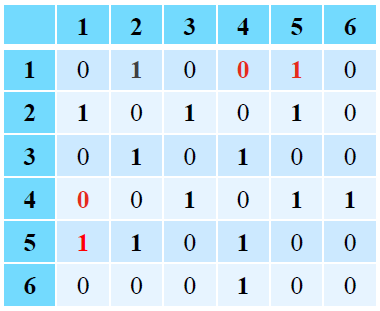 1 2 3 4 5 6
1 0 1 0 0 1 0
2 1 0 1 0 1 0
3 0 1 0 1 0 0
4 0 0 1 0 1 1
5 1 1 0 1 0 0
6 0 0 0 1 0 0